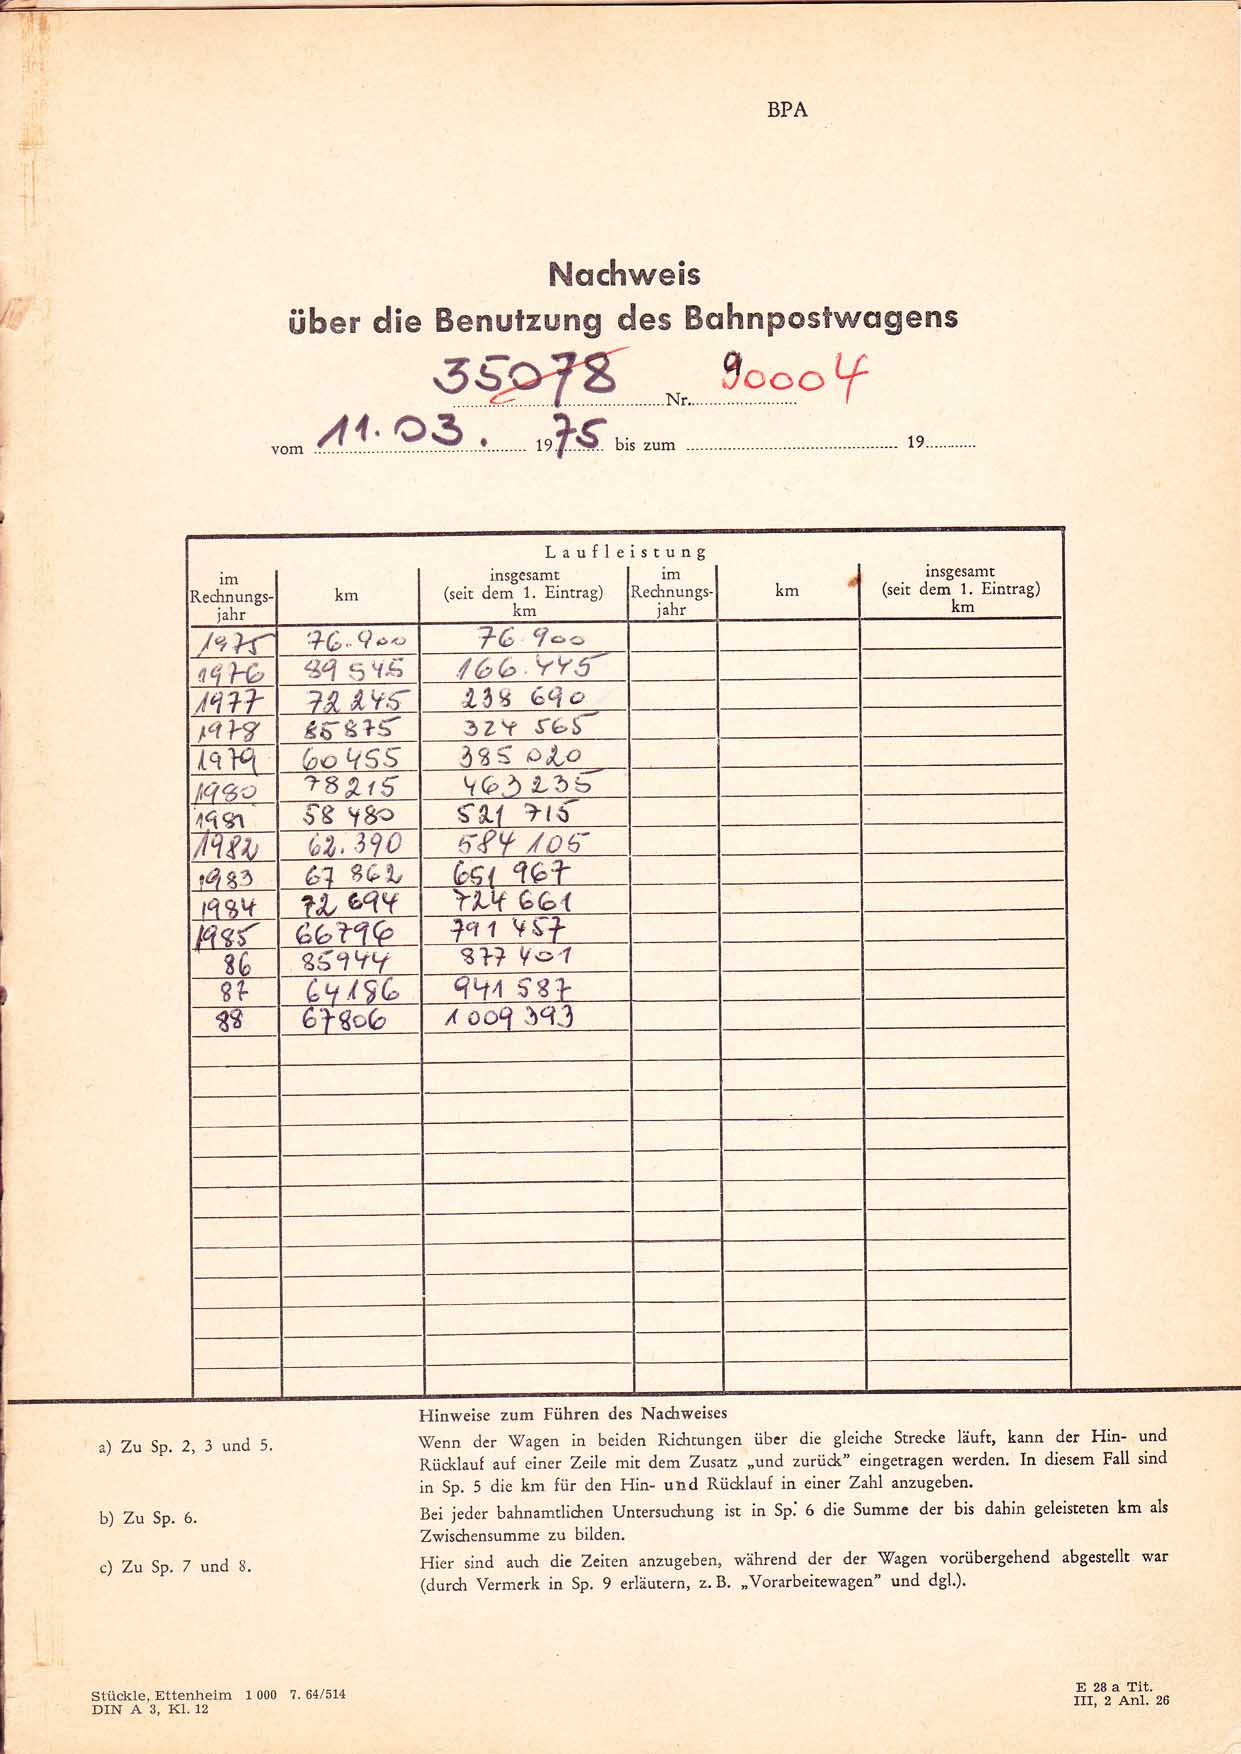 BPA
Nachweis
über die Benutzung des Bahnpostwagens
35078 Nr. 90004
vom 11.03. 1975 bis zum 19
Laufleistung
im Rechnungs-jahr km insgesamt (seit dem 1. Eintrag) km im Rechnungs-jahr km insgesamt (seit dem 1. Eintrag) km
1975 76.900 76.900
1976 89 545 166.445
1977 72 245 238 690
1978 85 875 324 565
1979 60 455 385 020
1980 78 215 463 235
1981 58 480 521 715
1982 62.390 584 105
1983 67 862 651 967
1984 72 694 724 661
1985 66796 791 457
86 85944 877 401
87 64186 941 587
88 67806 1 009 393
Hinweise zum Führen des Nachweises
a) Zu Sp. 2, 3 und 5. Wenn der Wagen in beiden Richtungen über die gleiche Strecke läuft, kann der Hin- und
Rücklauf auf einer Zeile mit dem Zusatz „und zurück” eingetragen werden. In diesem Fall sind
in Sp. 5 die km für den Hin- und Rücklauf in einer Zahl anzugeben.
b) Zu Sp. 6. Bei jeder bahnamtlichen Untersuchung ist in Sp. 6 die Summe der bis dahin geleisteten km als
Zwischensumme zu bilden.
c) Zu Sp. 7 und 8. Hier sind auch die Zeiten anzugeben, während der der Wagen vorübergehend abgestellt war
(durch Vermerk in Sp. 9 erläutern, z. B. „Vorarbeitewagen” und dgl.).
Stückle, Ettenheim 1 000 7. 64/514
DIN A 3, Kl. 12
E 28 a Tit.
III, 2 Anl. 26